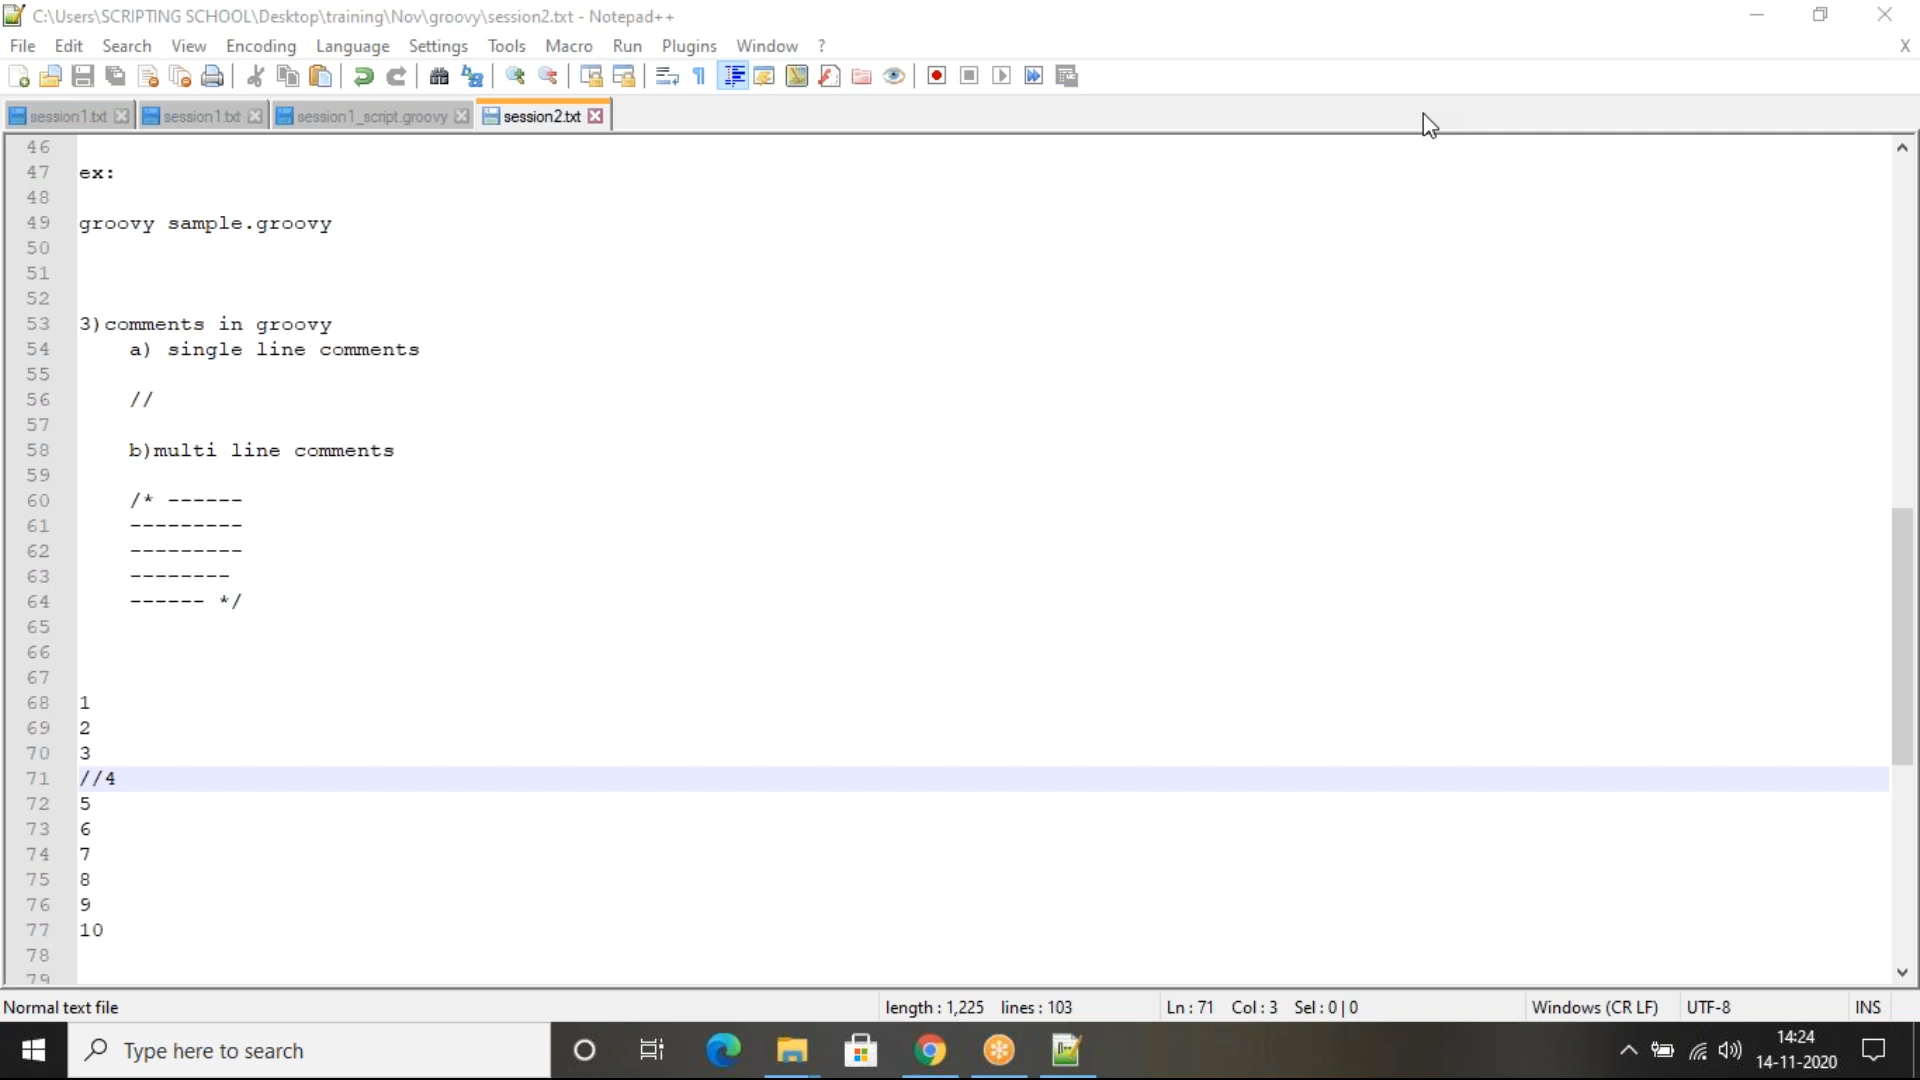 C:\Users\SCRIPTING SCHOOL\Desktop\training\Nov\groovy\session2.txt - Notepad++
File Edit Search View Encoding Language Settings Tools Macro Run Plugins Window ? X
session1.txt session1.txt session1_script.groovy session2.txt
46
47 ex:
48
49 groovy sample.groovy
50
51
52
53 3)comments in groovy
54 a) single line comments
55
56 //
57
58 b)multi line comments
59
60 /* ------
61 ---------
62 ---------
63 --------
64 ------ */
65
66
67
68 1
69 2
70 3
71 //4
72 5
73 6
74 7
75 8
76 9
77 10
78
79
Normal text file length : 1,225 lines : 103 Ln : 71 Col : 3 Sel : 0 | 0 Windows (CR LF) UTF-8 INS
Type here to search
14:24
14-11-2020